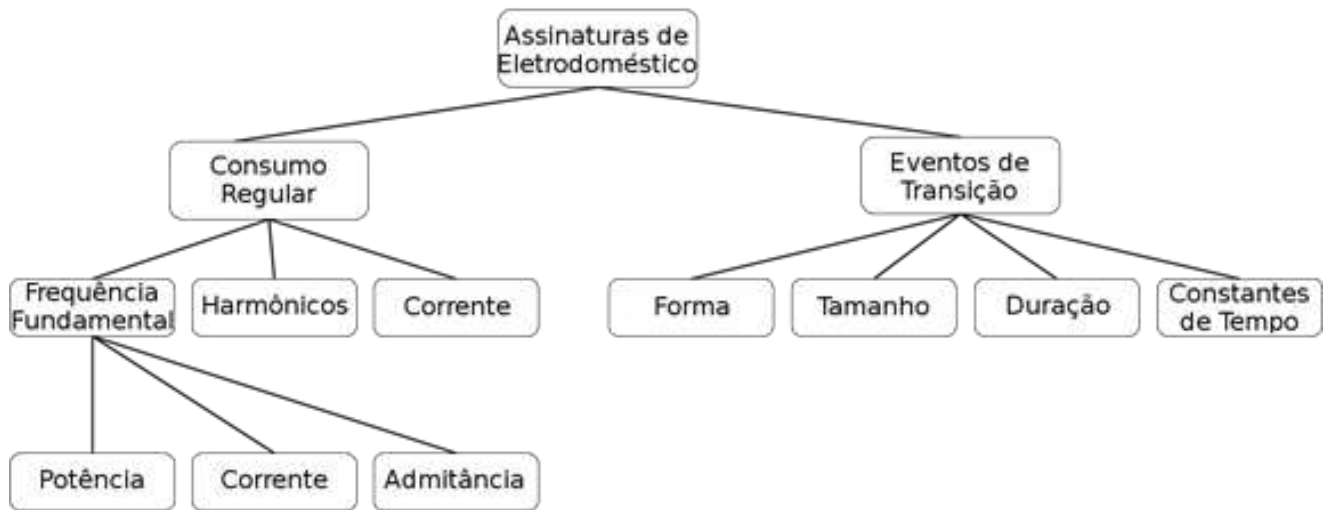 Assinaturas de
Eletrodoméstico
Consumo
Regular
Eventos de
Transição
Frequência
Fundamental
Harmônicos
Corrente
Forma
Tamanho
Duração
Constantes
de Tempo
Potência
Corrente
Admitância